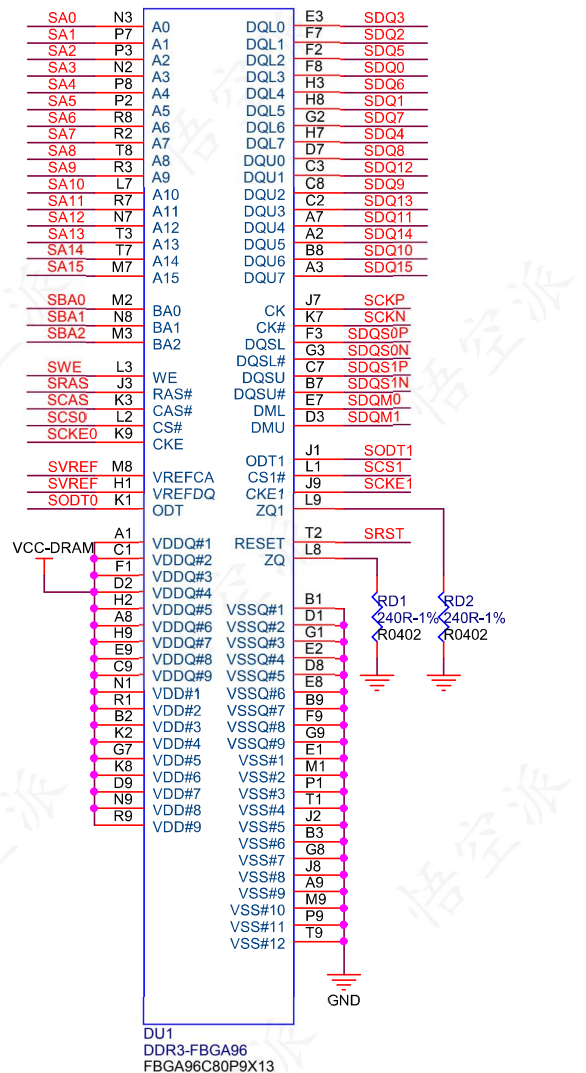 SA0 N3 A0 DQL0 E3 SDQ3
SA1 P7 A1 DQL1 F7 SDQ2
SA2 P3 A2 DQL2 F2 SDQ5
SA3 N2 A3 DQL3 F8 SDQ0
SA4 P8 A4 DQL4 H3 SDQ6
SA5 P2 A5 DQL5 H8 SDQ1
SA6 R8 A6 DQL6 G2 SDQ7
SA7 R2 A7 DQL7 H7 SDQ4
SA8 T8 A8 DQU0 D7 SDQ8
SA9 R3 A9 DQU1 C3 SDQ12
SA10 L7 A10 DQU2 C8 SDQ9
SA11 R7 A11 DQU3 C2 SDQ13
SA12 N7 A12 DQU4 A7 SDQ11
SA13 T3 A13 DQU5 A2 SDQ14
SA14 T7 A14 DQU6 B8 SDQ10
SA15 M7 A15 DQU7 A3 SDQ15
SBA0 M2 BA0 CK J7 SCKP
SBA1 N8 BA1 CK# K7 SCKN
SBA2 M3 BA2 DQSL F3 SDQS0P
DQSL# G3 SDQS0N
SWE L3 WE DQSU C7 SDQS1P
SRAS J3 RAS# DQSU# B7 SDQS1N
SCAS K3 CAS# DML E7 SDQM0
SCS0 L2 CS# DMU D3 SDQM1
SCKE0 K9 CKE
ODT1 J1 SODT1
SVREF M8 VREFCA CS1# L1 SCS1
SVREF H1 VREFDQ CKE1 J9 SCKE1
SODT0 K1 ODT ZQ1 L9
A1 VDDQ#1 RESET T2 SRST
VCC-DRAM C1 VDDQ#2 ZQ L8
F1 VDDQ#3
D2 VDDQ#4
H2 VDDQ#5 VSSQ#1 B1 RD1 RD2
A8 VDDQ#6 VSSQ#2 D1 240R-1% 240R-1%
H9 VDDQ#7 VSSQ#3 G1 R0402 R0402
E9 VDDQ#8 VSSQ#4 E2
C9 VDDQ#9 VSSQ#5 D8
N1 VDD#1 VSSQ#6 E8
R1 VDD#2 VSSQ#7 B9
B2 VDD#3 VSSQ#8 F9
K2 VDD#4 VSSQ#9 G9
G7 VDD#5 VSS#1 E1
K8 VDD#6 VSS#2 M1
D9 VDD#7 VSS#3 P1
N9 VDD#8 VSS#4 T1
R9 VDD#9 VSS#5 J2
VSS#6 B3
VSS#7 G8
VSS#8 J8
VSS#9 A9
VSS#10 M9
VSS#11 P9
VSS#12 T9
GND
DU1
DDR3-FBGA96
FBGA96C80P9X13
悟空派
悟空派
悟空派